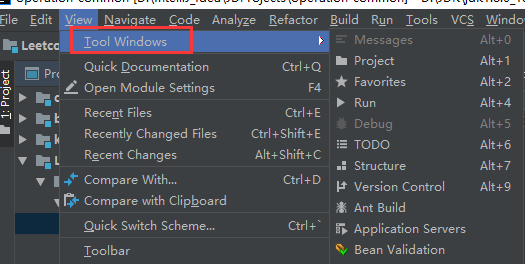 File Edit View Navigate Code Analyze Refactor Build Run Tools VCS Window
Leetco
1: Project
Tool Windows
Quick Documentation Ctrl+Q
Open Module Settings F4
Recent Files Ctrl+E
Recently Changed Files Ctrl+Shift+E
Recent Changes Alt+Shift+C
Compare With... Ctrl+D
Compare with Clipboard
Quick Switch Scheme... Ctrl+`
Toolbar
Messages Alt+0
Project Alt+1
Favorites Alt+2
Run Alt+4
Debug Alt+5
TODO Alt+6
Structure Alt+7
Version Control Alt+9
Ant Build
Application Servers
Bean Validation